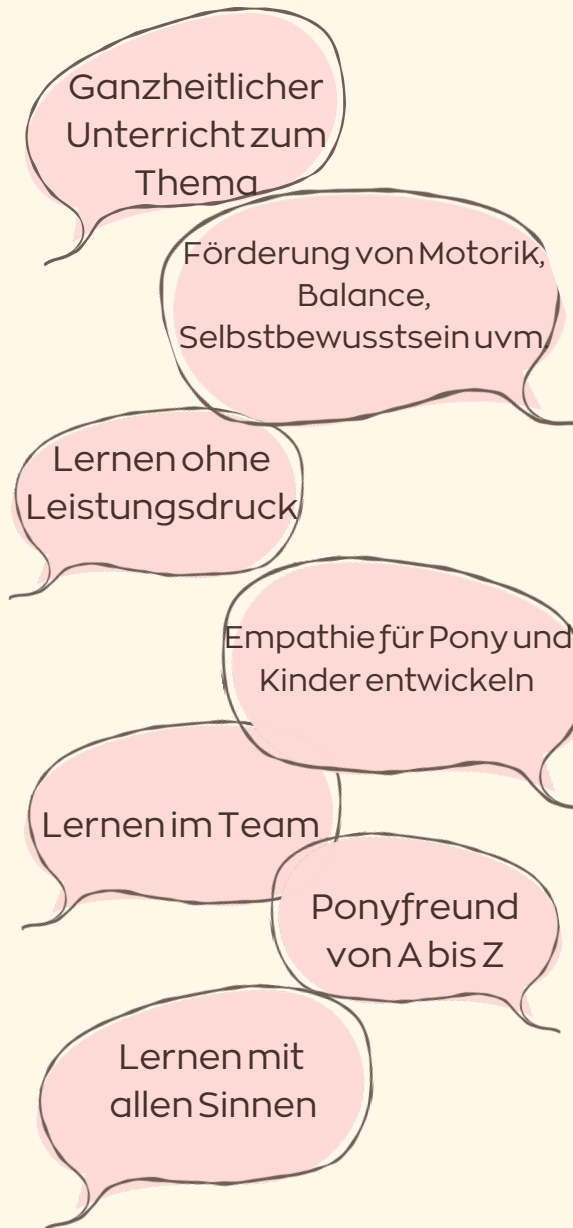 Ganzheitlicher
Unterricht zum
Thema
Förderung von Motorik,
Balance,
Selbstbewusstsein uvm.
Lernen ohne
Leistungsdruck
Empathie für Pony und
Kinder entwickeln
Lernen im Team
Ponyfreund
von A bis Z
Lernen mit
allen Sinnen